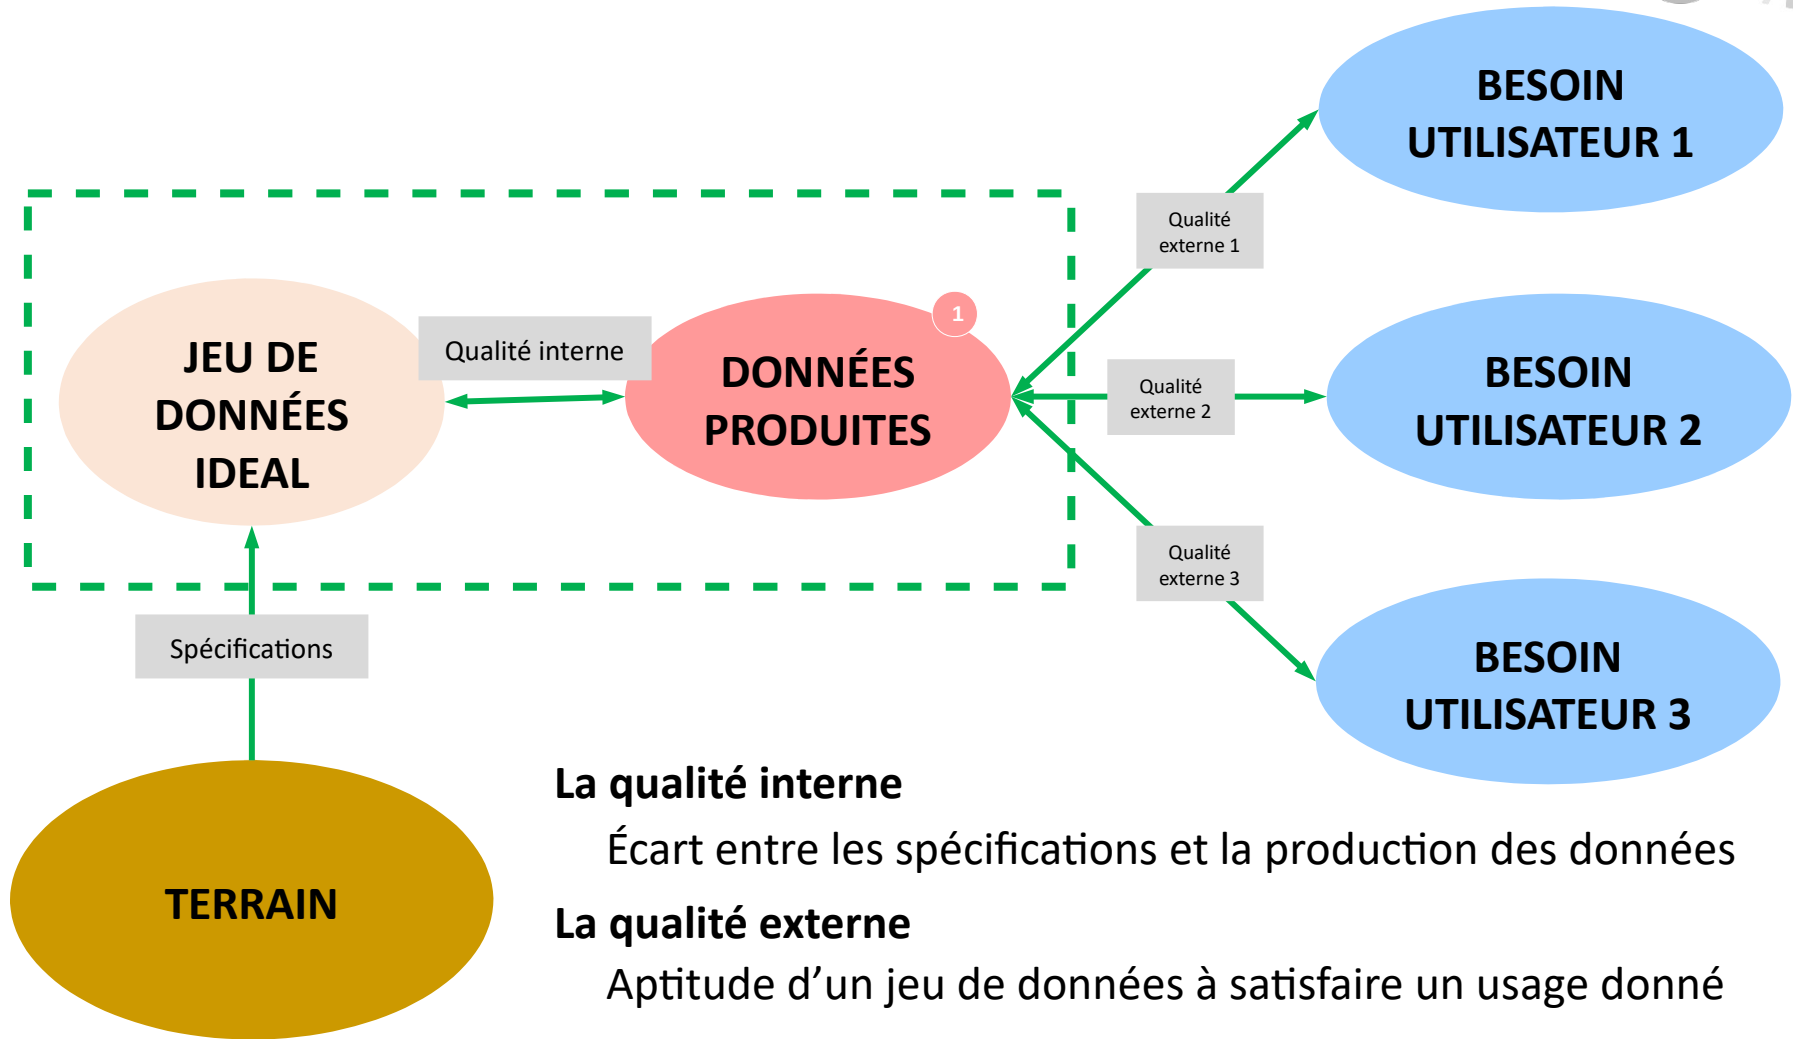 BESOIN
UTILISATEUR 1
Qualité
externe 1
JEU DE
DONNÉES
IDEAL
Qualité interne
1
DONNÉES
PRODUITES
Qualité
externe 2
BESOIN
UTILISATEUR 2
Qualité
externe 3
BESOIN
UTILISATEUR 3
Spécifications
TERRAIN
La qualité interne
Écart entre les spécifications et la production des données
La qualité externe
Aptitude d’un jeu de données à satisfaire un usage donné